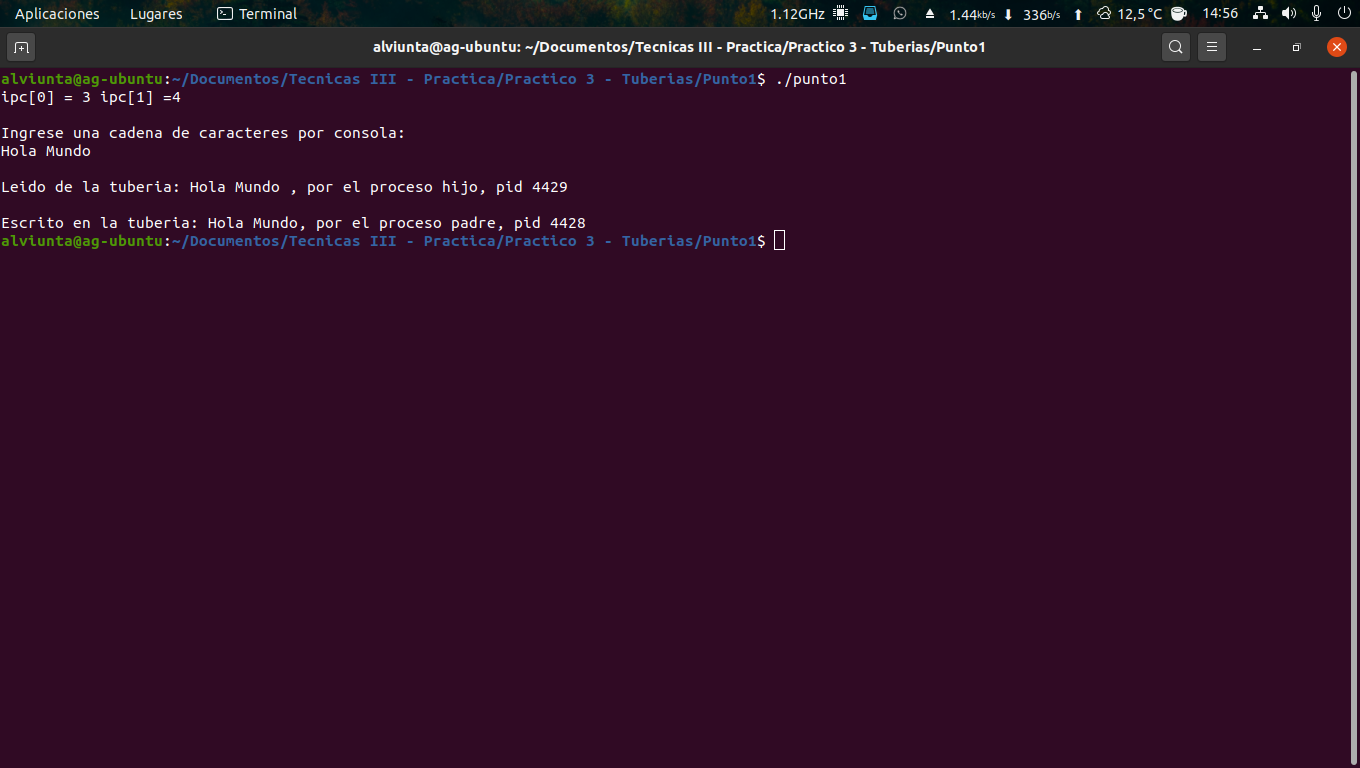 Aplicaciones Lugares Terminal 1.12GHz 1.44kb/s 336b/s 12,5 °C 14:56
alviunta@ag-ubuntu: ~/Documentos/Tecnicas III - Practica/Practico 3 - Tuberias/Punto1
alviunta@ag-ubuntu:~/Documentos/Tecnicas III - Practica/Practico 3 - Tuberias/Punto1$ ./punto1
ipc[0] = 3 ipc[1] =4
Ingrese una cadena de caracteres por consola:
Hola Mundo
Leido de la tuberia: Hola Mundo , por el proceso hijo, pid 4429
Escrito en la tuberia: Hola Mundo, por el proceso padre, pid 4428
alviunta@ag-ubuntu:~/Documentos/Tecnicas III - Practica/Practico 3 - Tuberias/Punto1$